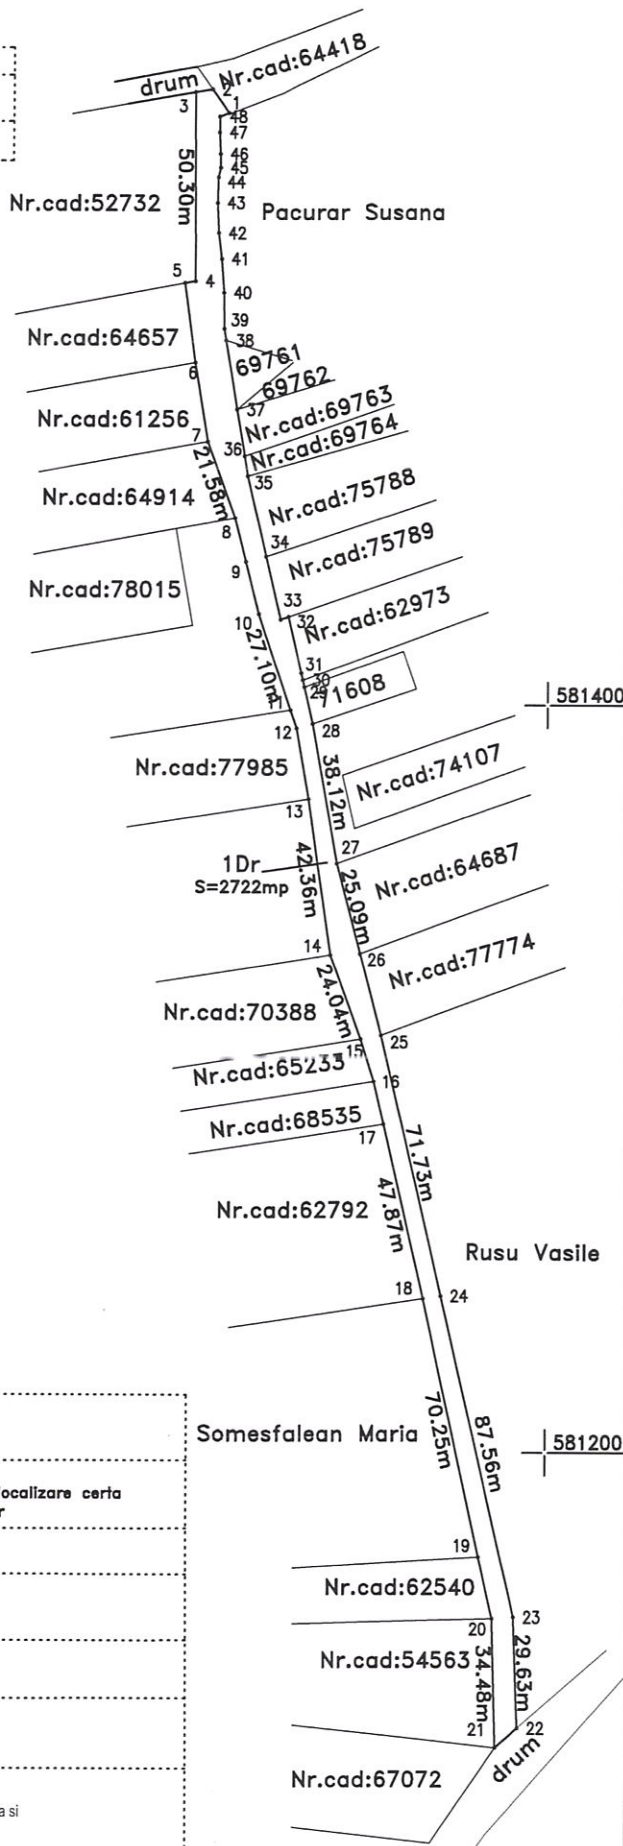 Nr.cad:64418
drum
2
3
1
48
47
46
45
44
50.30m
Nr.cad:52732
43
Pacurar Susana
42
41
5
4
40
39
Nr.cad:64657
38
69761
6
69762
37
Nr.cad:61256
Nr.cad:69763
7
36
Nr.cad:69764
21.58m
35
Nr.cad:64914
Nr.cad:75788
8
34
Nr.cad:75789
9
Nr.cad:78015
33
32
10
Nr.cad:62973
27.10m
31
30
29
71608
11
581400
12
28
38.12m
Nr.cad:77985
Nr.cad:74107
13
27
42.36m
1Dr
S=2722mp
25.09m
Nr.cad:64687
14
26
Nr.cad:77774
24.04m
Nr.cad:70388
25
15
Nr.cad:65233
16
Nr.cad:68535
17
71.73m
47.87m
Nr.cad:62792
Rusu Vasile
18
24
Somesfalean Maria
70.25m
87.56m
581200
ocalizare certa
r
19
Nr.cad:62540
23
20
Nr.cad:54563
34.48m
29.63m
21
22
drum
Nr.cad:67072
a si